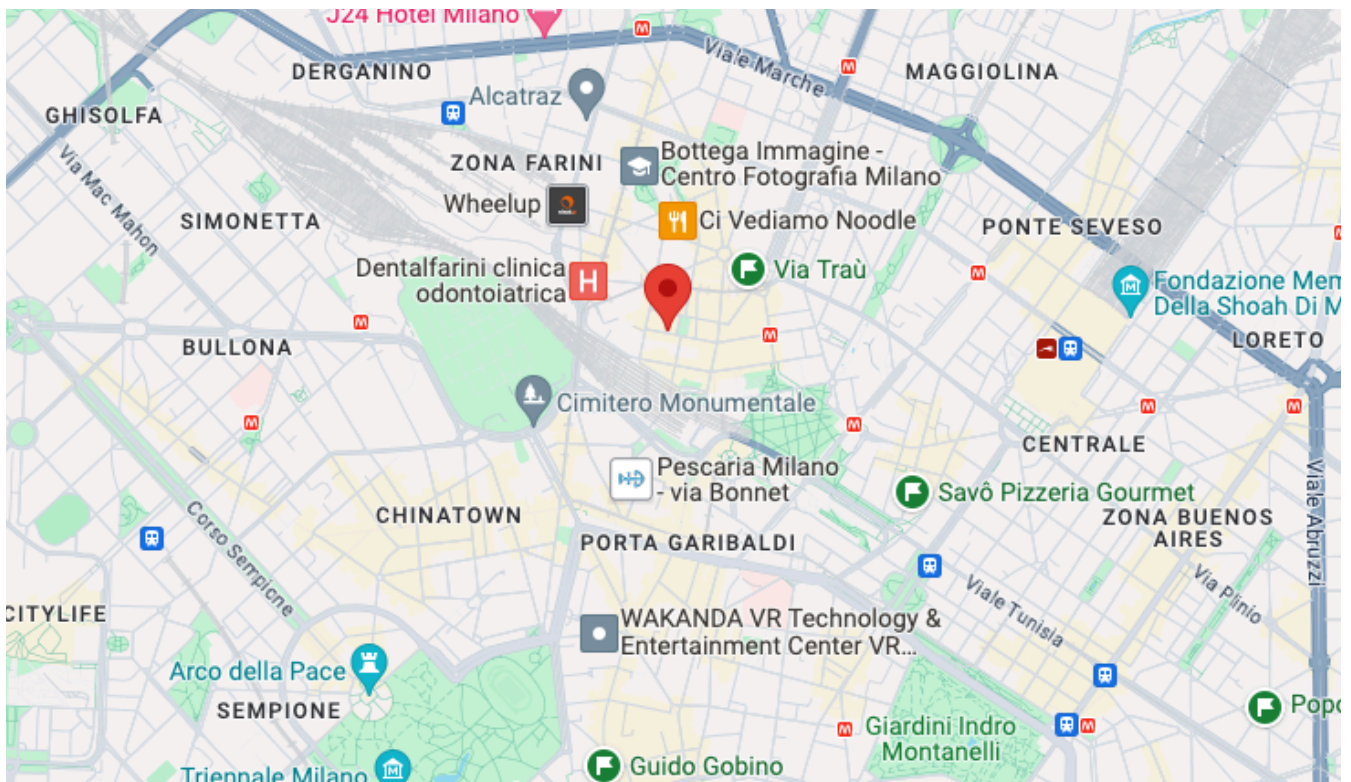 J24 Hotel Milano
Viale Marche
DERGANINO
MAGGIOLINA
Alcatraz
GHISOLFA
Via Mac Mahon
ZONA FARINI
Bottega Immagine -
Centro Fotografia Milano
Wheelup
SIMONETTA
Ci Vediamo Noodle
PONTE SEVESO
Dentalfarini clinica
odontoiatrica
H
Via Traù
Fondazione Mem
Della Shoah Di M
BULLONA
LORETO
Cimitero Monumentale
CENTRALE
Pescaria Milano
- via Bonnet
Savô Pizzeria Gourmet
Viale Abruzzi
CHINATOWN
ZONA BUENOS
AIRES
Corso Sempione
PORTA GARIBALDI
Via Plinio
Viale Tunisia
CITYLIFE
WAKANDA VR Technology &
Entertainment Center VR...
Arco della Pace
SEMPIONE
Popo
Giardini Indro
Montanelli
Triennale Milano
Guido Gobino
M
M
M
M
M
M
M
M
M
M
M
M
M